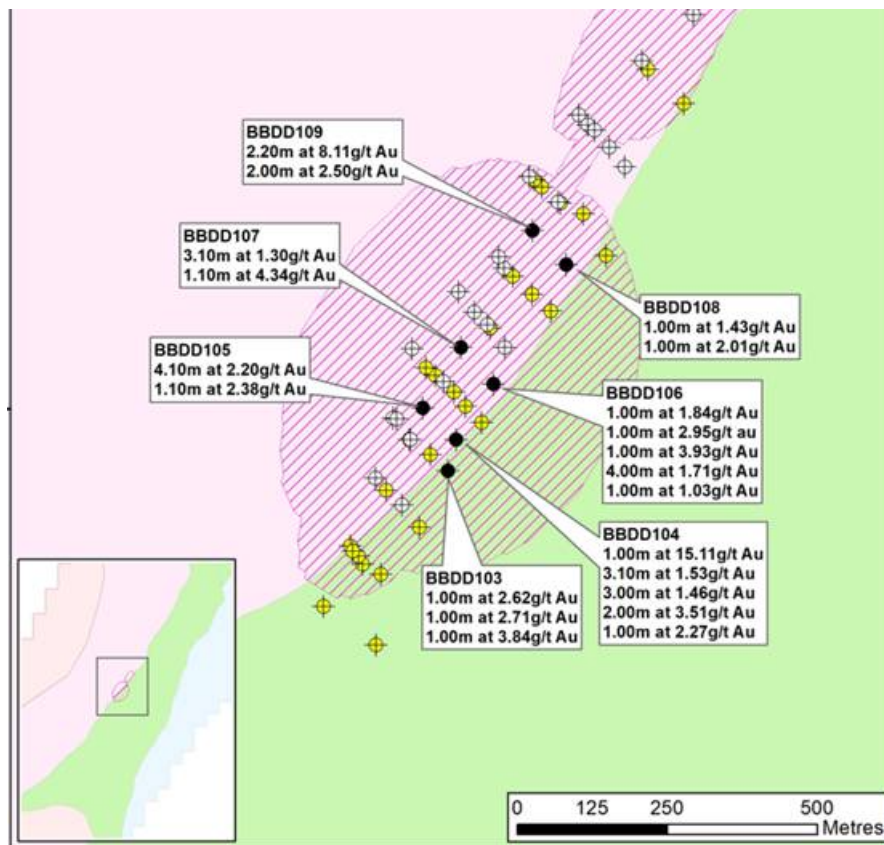 BBDD109
2.20m at 8.11g/t Au
2.00m at 2.50g/t Au
BBDD107
3.10m at 1.30g/t Au
1.10m at 4.34g/t Au
BBDD108
1.00m at 1.43g/t Au
1.00m at 2.01g/t Au
BBDD105
4.10m at 2.20g/t Au
1.10m at 2.38g/t Au
BBDD106
1.00m at 1.84g/t Au
1.00m at 2.95g/t au
1.00m at 3.93g/t Au
4.00m at 1.71g/t Au
1.00m at 1.03g/t Au
BBDD104
1.00m at 15.11g/t Au
3.10m at 1.53g/t Au
3.00m at 1.46g/t Au
2.00m at 3.51g/t Au
1.00m at 2.27g/t Au
BBDD103
1.00m at 2.62g/t Au
1.00m at 2.71g/t Au
1.00m at 3.84g/t Au
0 125 250 500
Metres